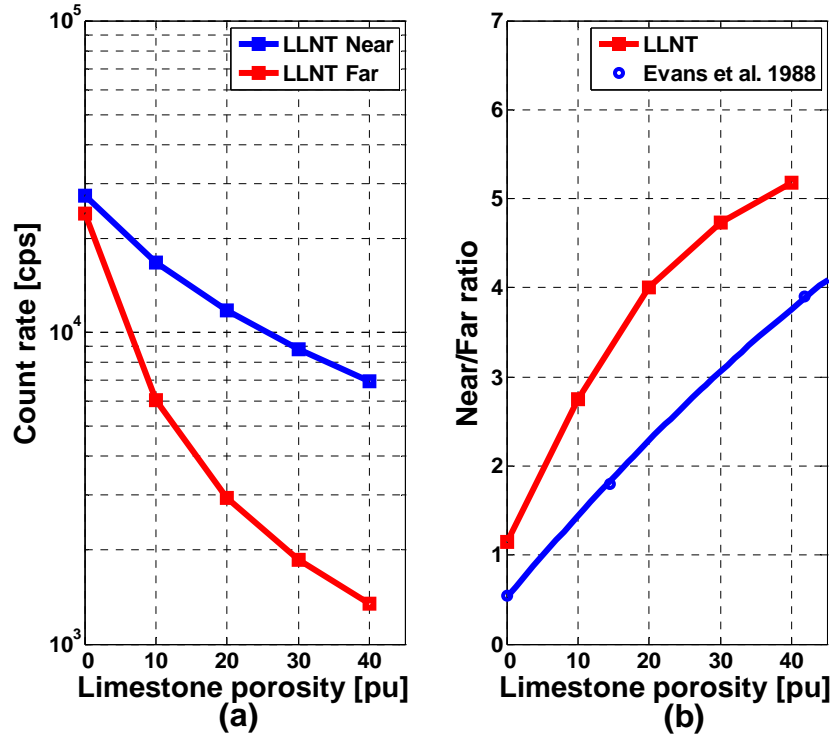 10^5
10^4
10^3
Count rate [cps]
LLNT Near
LLNT Far
0 10 20 30 40
Limestone porosity [pu]
(a)
7
6
5
4
3
2
1
0
Near/Far ratio
LLNT
Evans et al. 1988
0 10 20 30 40
Limestone porosity [pu]
(b)